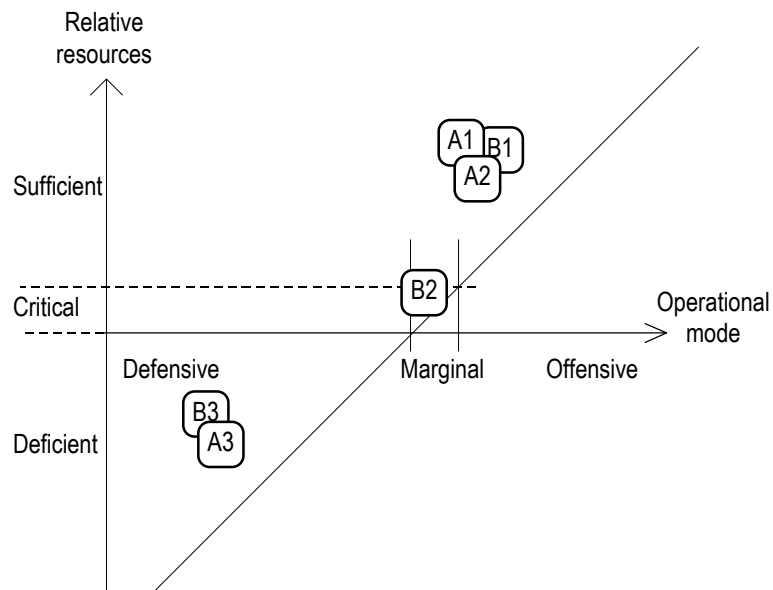 Relative
resources
A1
B1
A2
Sufficient
B2
Critical
Operational
mode
Defensive
Marginal
Offensive
B3
A3
Deficient